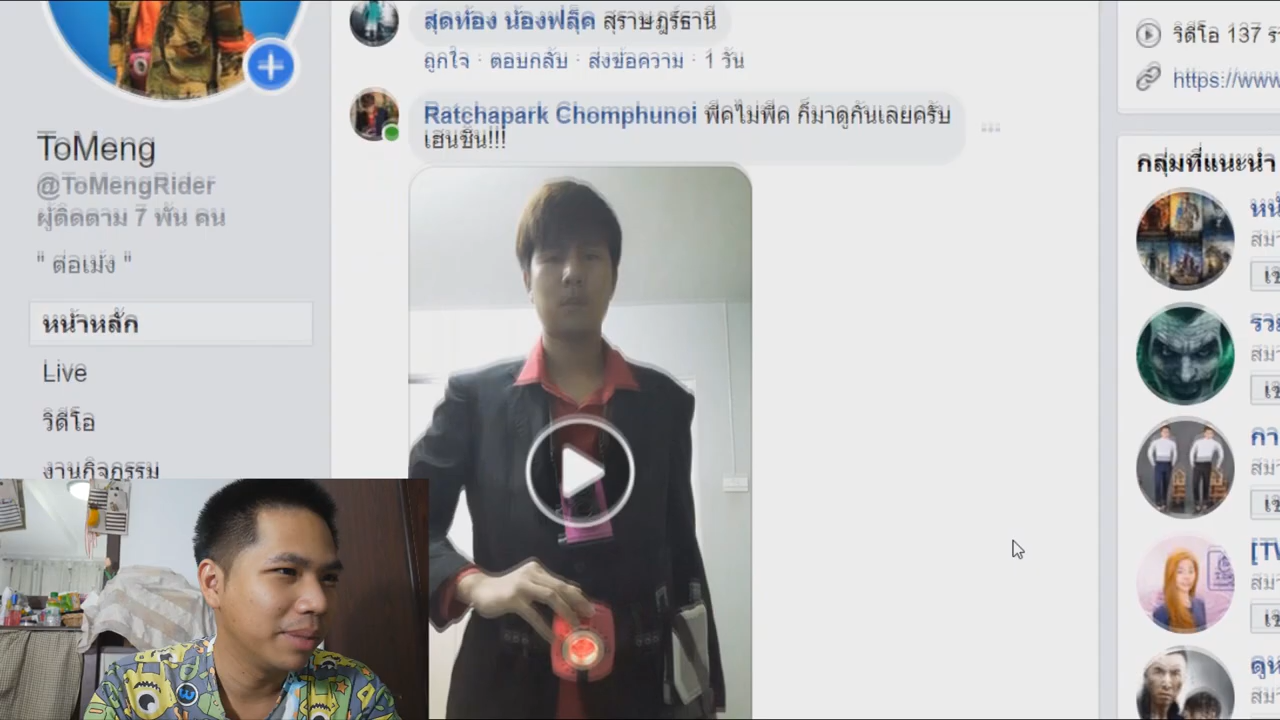 สุดท้อง น้องฟลุ๊ค สุราษฎร์ธานี
ถูกใจ · ตอบกลับ · ส่งข้อความ · 1 วัน
Ratchapark Chomphunoi พีคไม่พีค ก็มาดูกันเลยครับ
เฮนชิน!!!
ToMeng
@ToMengRider
ผู้ติดตาม 7 พัน คน
" ต่อเม้ง "
หน้าหลัก
Live
วิดีโอ
งานกิจกรรม
วิดีโอ 137
https://www
กลุ่มที่แนะนำ